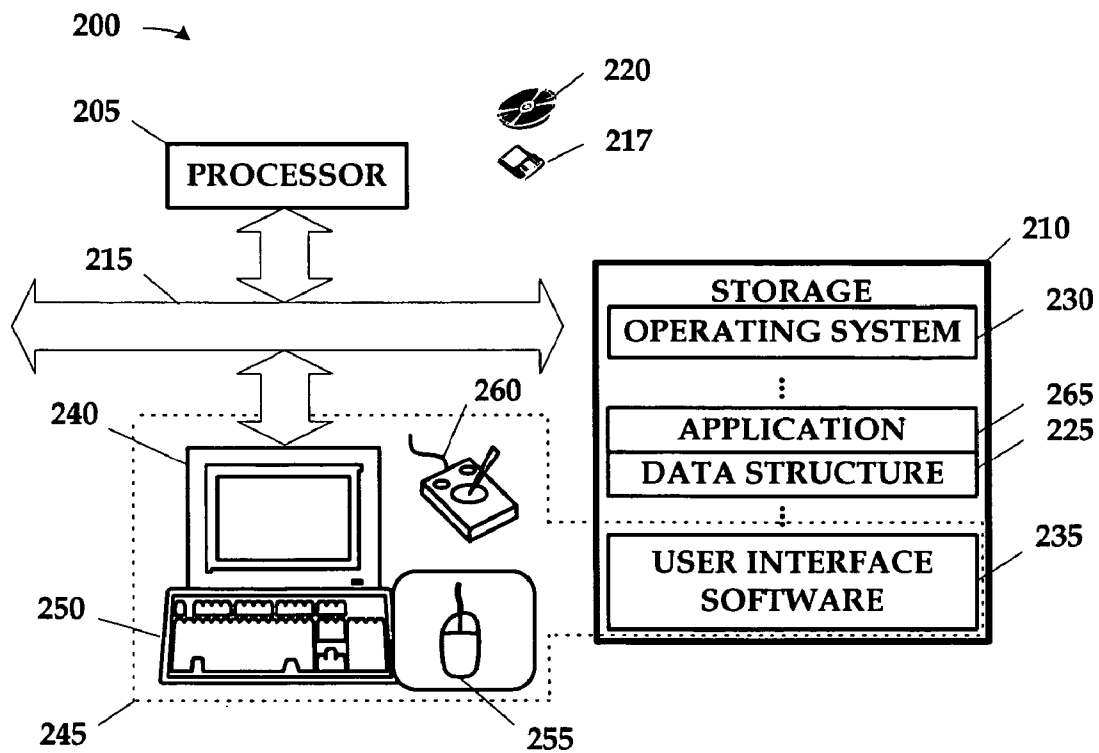 200
220
205
217
PROCESSOR
210
215
STORAGE
230
OPERATING SYSTEM
240
260
265
APPLICATION
225
DATA STRUCTURE
235
USER INTERFACE
SOFTWARE
250
245
255